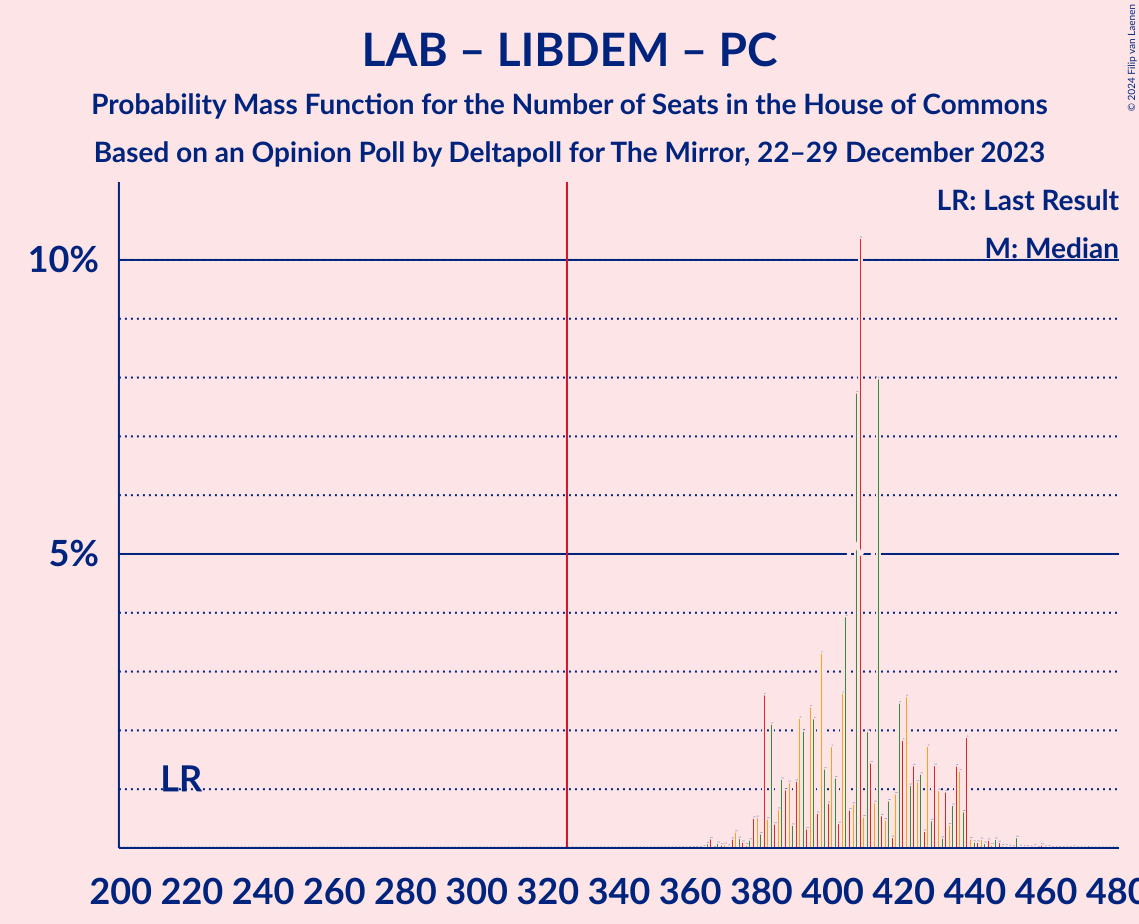 LAB – LIBDEM – PC
Probability Mass Function for the Number of Seats in the House of Commons
Based on an Opinion Poll by Deltapoll for The Mirror, 22–29 December 2023
© 2024 Filip van Laenen
LR: Last Result
M: Median
10%
5%
LR
200 220 240 260 280 300 320 340 360 380 400 420 440 460 480